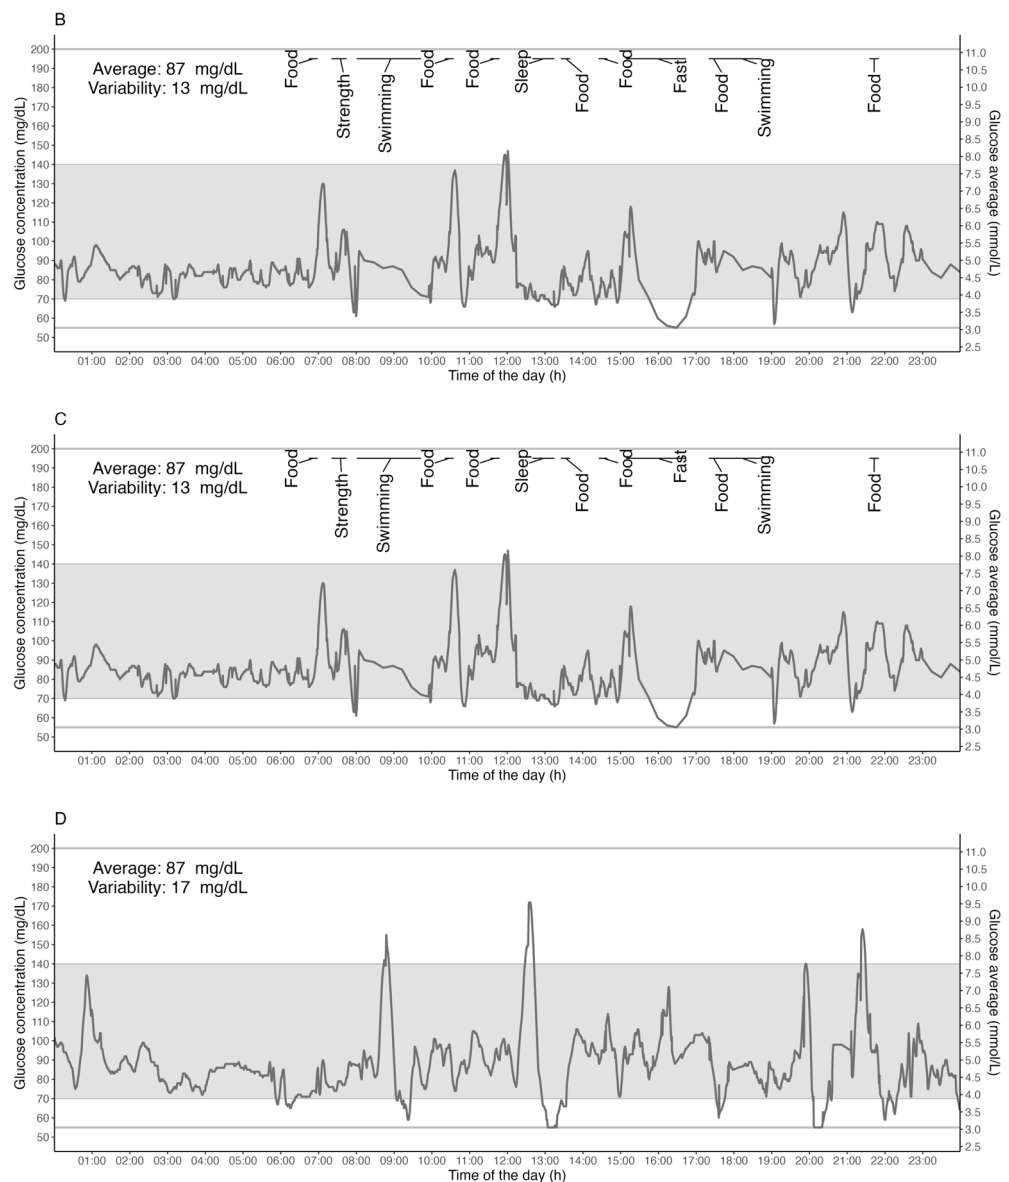 B
200
190
180
170
160
150
140
130
120
110
100
90
80
70
60
50
Glucose concentration (mg/dL)
Average: 87 mg/dL
Variability: 13 mg/dL
Food
Strength
Swimming
Food
Food
Sleep
Food
Food
Fast
Food
Swimming
Food
11.0
10.5
10.0
9.5
9.0
8.5
8.0
7.5
7.0
6.5
6.0
5.5
5.0
4.5
4.0
3.5
3.0
2.5
Glucose average (mmol/L)
01:00 02:00 03:00 04:00 05:00 06:00 07:00 08:00 09:00 10:00 11:00 12:00 13:00 14:00 15:00 16:00 17:00 18:00 19:00 20:00 21:00 22:00 23:00
Time of the day (h)
C
200
190
180
170
160
150
140
130
120
110
100
90
80
70
60
50
Glucose concentration (mg/dL)
Average: 87 mg/dL
Variability: 13 mg/dL
Food
Strength
Swimming
Food
Food
Sleep
Food
Food
Fast
Food
Swimming
Food
11.0
10.5
10.0
9.5
9.0
8.5
8.0
7.5
7.0
6.5
6.0
5.5
5.0
4.5
4.0
3.5
3.0
2.5
Glucose average (mmol/L)
01:00 02:00 03:00 04:00 05:00 06:00 07:00 08:00 09:00 10:00 11:00 12:00 13:00 14:00 15:00 16:00 17:00 18:00 19:00 20:00 21:00 22:00 23:00
Time of the day (h)
D
200
190
180
170
160
150
140
130
120
110
100
90
80
70
60
50
Glucose concentration (mg/dL)
Average: 87 mg/dL
Variability: 17 mg/dL
11.0
10.5
10.0
9.5
9.0
8.5
8.0
7.5
7.0
6.5
6.0
5.5
5.0
4.5
4.0
3.5
3.0
2.5
Glucose average (mmol/L)
01:00 02:00 03:00 04:00 05:00 06:00 07:00 08:00 09:00 10:00 11:00 12:00 13:00 14:00 15:00 16:00 17:00 18:00 19:00 20:00 21:00 22:00 23:00
Time of the day (h)